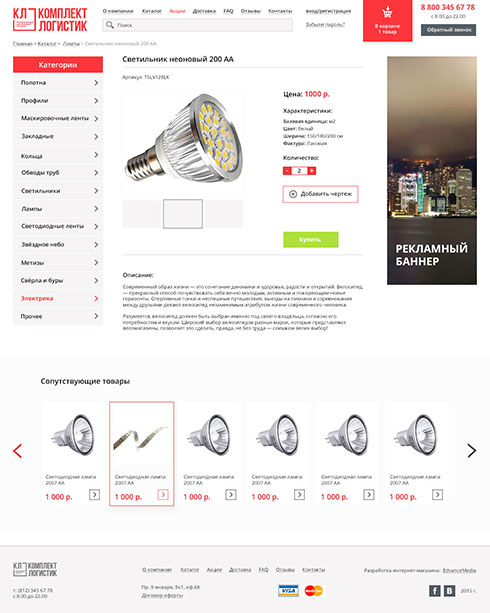 КЛ КОМПЛЕКТ
ЛОГИСТИК
О компании Каталог Акции Доставка FAQ Отзывы Контакты
вход/регистрация
Поиск
Забыли пароль?
В корзине
1 товар
8 800 345 67 78
с 8.00 до 22.00
Обратный звонок
Главная > Каталог > Лампы > Светильник неоновый 200 АА
Категории
Полотна
Профили
Маскировочные ленты
Закладные
Кольца
Обводы труб
Светильники
Лампы
Светодиодные ленты
Звёздное небо
Метизы
Свёрла и буры
Электрика
Прочее
Светильник неоновый 200 АА
Артикул: TSLV129ILK
Цена: 1000 р.
Характеристики:
Базовая единица: м2
Цвет: белый
Ширина: 150/180/200 см
Фактура: Лаковая
Количество:
- 2 +
Добавить чертеж
Купить
РЕКЛАМНЫЙ
БАННЕР
Описание:
Современный образ жизни — это сочетание динамики и здоровья, радости и открытий. Велосипед
— прекрасный способ почувствовать себя вечно молодым, активным и покоряющим новые
горизонты. Спортивные гонки и неспешные путешествия, выезды на пикники и соревнования
между друзьями делают велосипед незаменимым атрибутом жизни современного человека.
Разумеется, велосипед должен быть выбран именно под своего владельца, согласно его
потребностям и вкусам. Широкий выбор велосипедов разных марок, которые представляют
веломагазины, позволяет это сделать, правда, не без труда — слишком велик выбор!
Сопутствующие товары
Светодиодная лампа
2007 АА
1 000 р.
Светодиодная лампа
2007 АА
1 000 р.
Светодиодная лампа
2007 АА
1 000 р.
Светодиодная лампа
2007 АА
1 000 р.
Светодиодная лампа
2007 АА
1 000 р.
Светодиодная лампа
2007 АА
1 000 р.
КЛ КОМПЛЕКТ
ЛОГИСТИК
т. (812) 345 67 78
с 8.00 до 22.00
О компании Каталог Акции Доставка FAQ Отзывы Контакты
Пр. 9 января, 9к1, оф.68
Договор оферты
VISA
MasterCard
Разработка интернет-магазина: EdvanceMedia
2015 г.